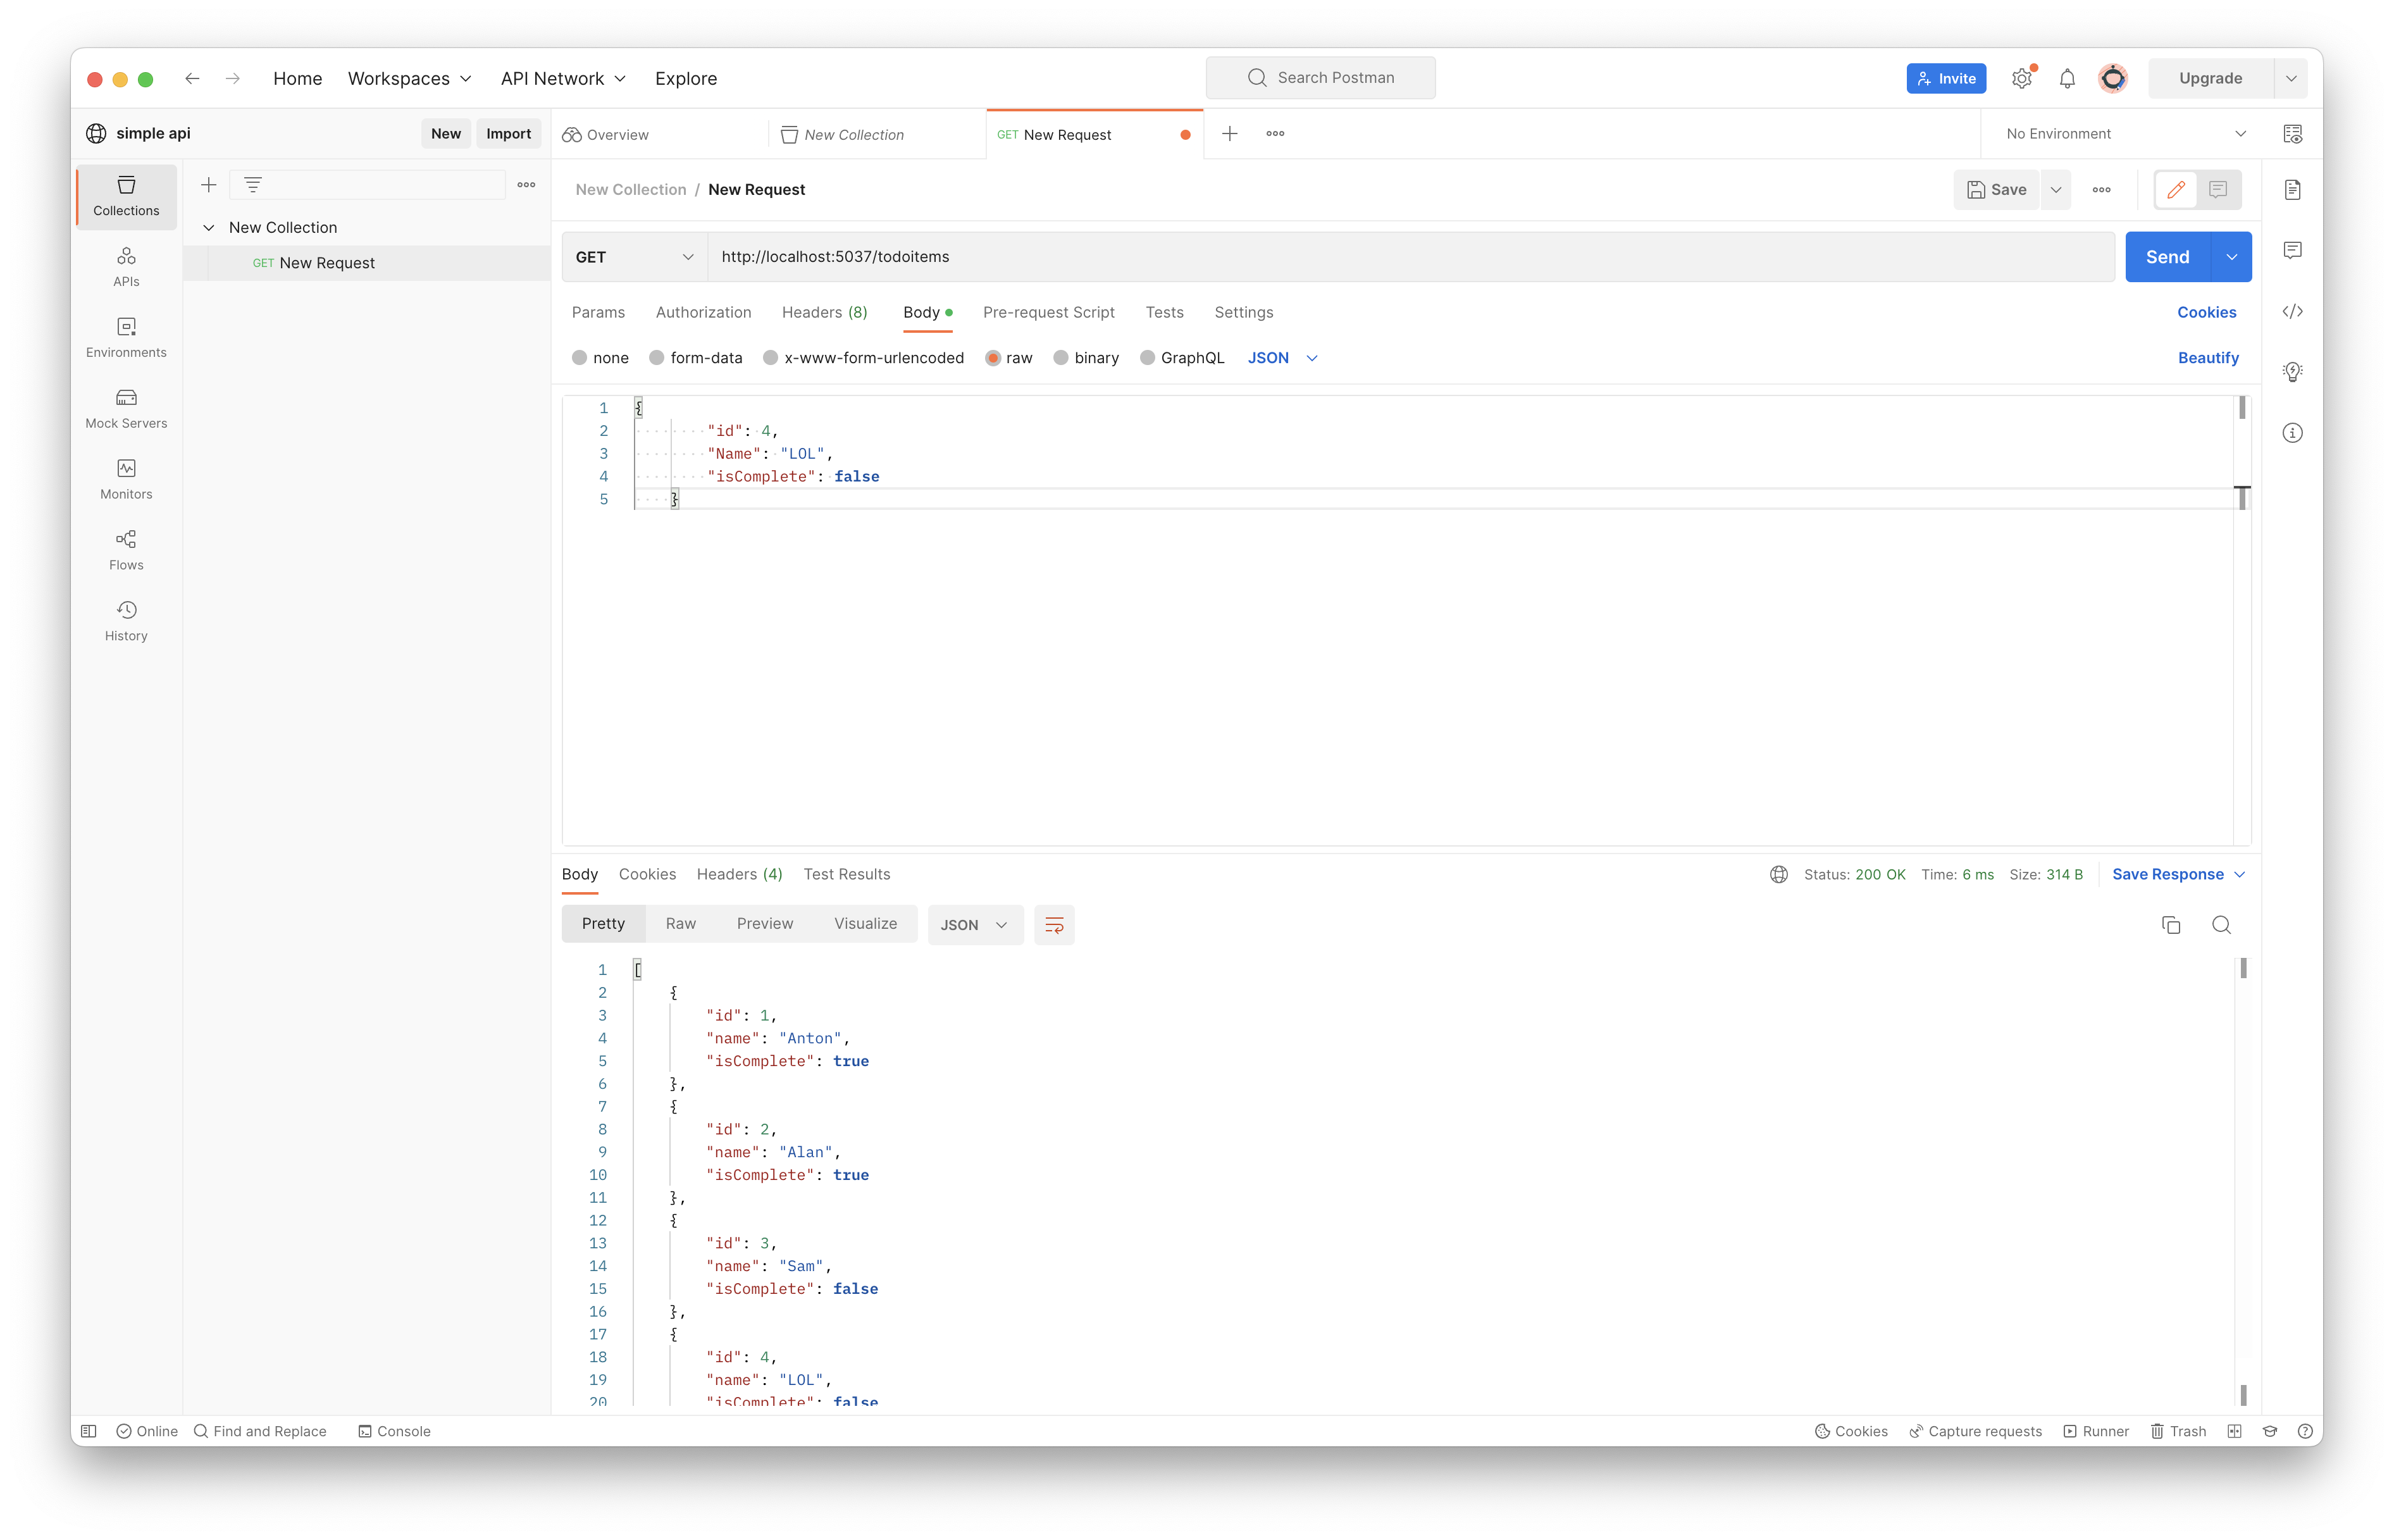 Home Workspaces API Network Explore Search Postman Invite Upgrade
simple api New Import Overview New Collection GET New Request No Environment
Collections
APIs
Environments
Mock Servers
Monitors
Flows
History
New Collection
GET New Request
New Collection / New Request Save
GET http://localhost:5037/todoitems Send
Params Authorization Headers (8) Body Pre-request Script Tests Settings Cookies
none form-data x-www-form-urlencoded raw binary GraphQL JSON Beautify
1 {
2 "id": 4,
3 "Name": "LOL",
4 "isComplete": false
5 }
Body Cookies Headers (4) Test Results Status: 200 OK Time: 6 ms Size: 314 B Save Response
Pretty Raw Preview Visualize JSON
1 [
2 {
3 "id": 1,
4 "name": "Anton",
5 "isComplete": true
6 },
7 {
8 "id": 2,
9 "name": "Alan",
10 "isComplete": true
11 },
12 {
13 "id": 3,
14 "name": "Sam",
15 "isComplete": false
16 },
17 {
18 "id": 4,
19 "name": "LOL",
20 "isComplete": false
Online Find and Replace Console Cookies Capture requests Runner Trash